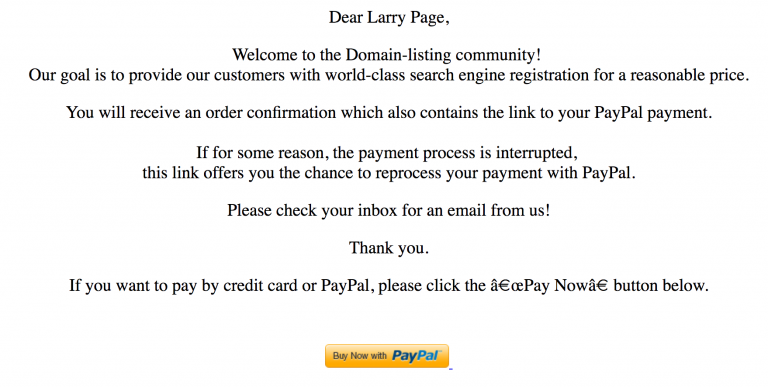 Dear Larry Page,
Welcome to the Domain-listing community!
Our goal is to provide our customers with world-class search engine registration for a reasonable price.
You will receive an order confirmation which also contains the link to your PayPal payment.
If for some reason, the payment process is interrupted,
this link offers you the chance to reprocess your payment with PayPal.
Please check your inbox for an email from us!
Thank you.
If you want to pay by credit card or PayPal, please click the â€œPay Nowâ€ button below.
Buy Now with PayPal